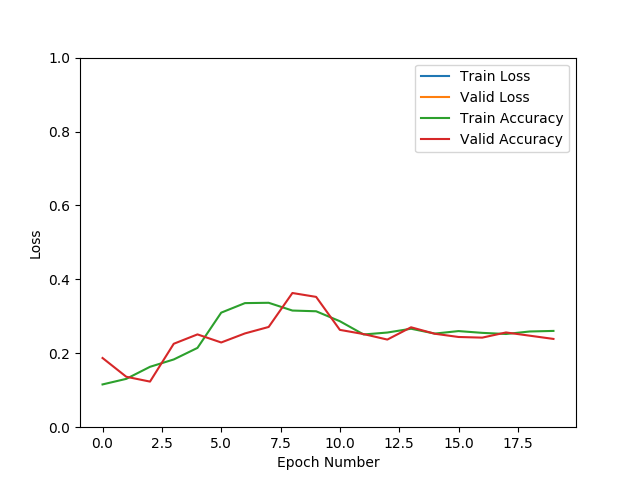 1.0
0.8
0.6
0.4
0.2
0.0
Loss
Train Loss
Valid Loss
Train Accuracy
Valid Accuracy
0.0 2.5 5.0 7.5 10.0 12.5 15.0 17.5
Epoch Number